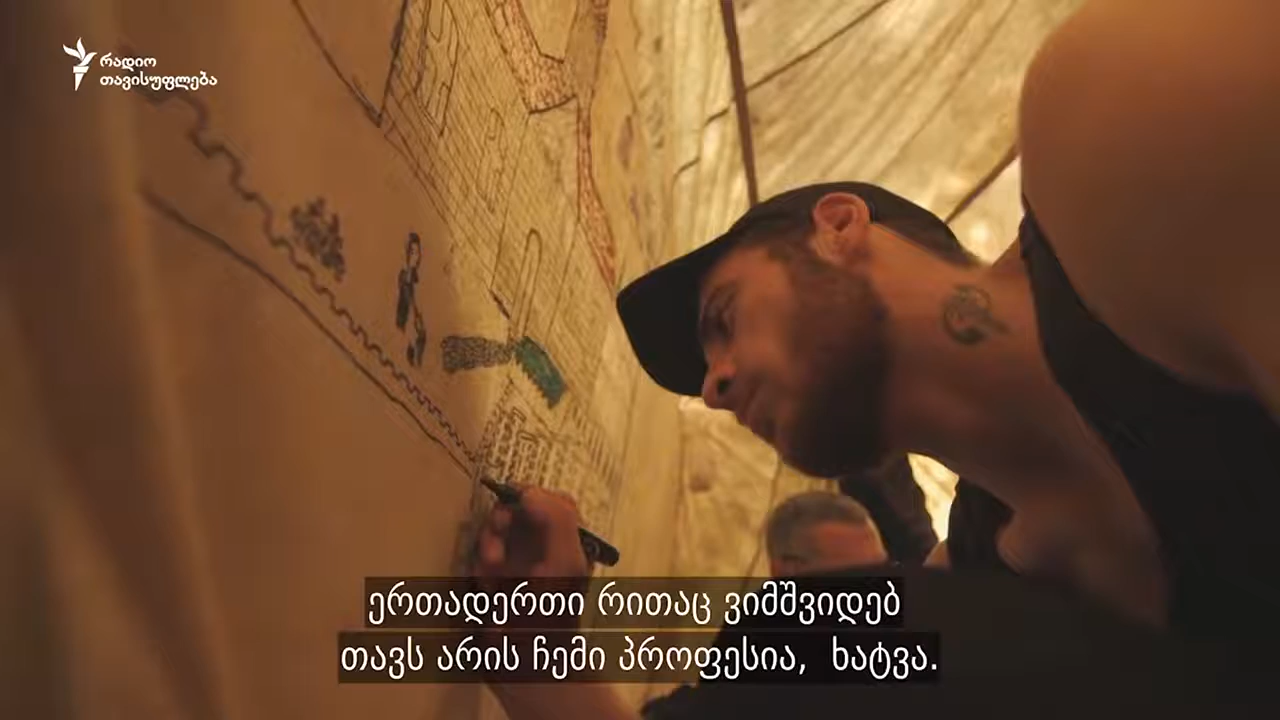 რადიო
თავისუფლება
ერთადერთი რითაც ვიმშვიდებ
თავს არის ჩემი პროფესია, ხატვა.